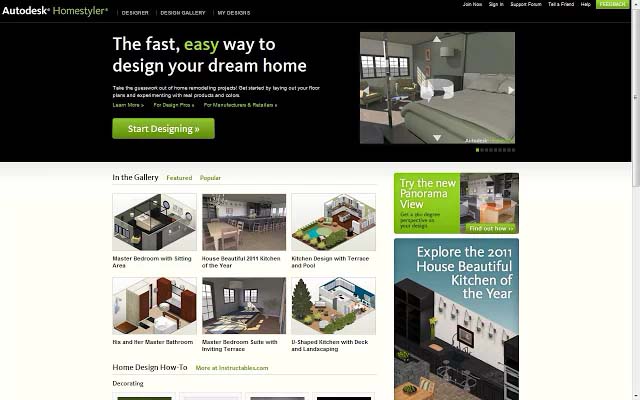 Autodesk® Homestyler™
DESIGNER
DESIGN GALLERY
MY DESIGNS
Join Now
Sign In
Support Forum
Tell a Friend
Help
FEEDBACK
The fast, easy way to
design your dream home
Take the guesswork out of home remodeling projects! Get started by laying out your floor
plans and experimenting with real products and colors.
Learn More »
For Design Pros »
For Manufacturers & Retailers »
Start Designing »
Autodesk
In the Gallery
Featured
Popular
Master Bedroom with Sitting
Area
House Beautiful 2011 Kitchen
of the Year
Kitchen Design with Terrace
and Pool
His and Her Master Bathroom
Master Bedroom Suite with
Inviting Terrace
U-Shaped Kitchen with Deck
and Landscaping
Home Design How-To
More at Instructables.com
Decorating
Try the new
Panorama
View
Get a 360 degree
perspective on
your design
Find out how >>
Explore the 2011
House Beautiful
Kitchen of
the Year